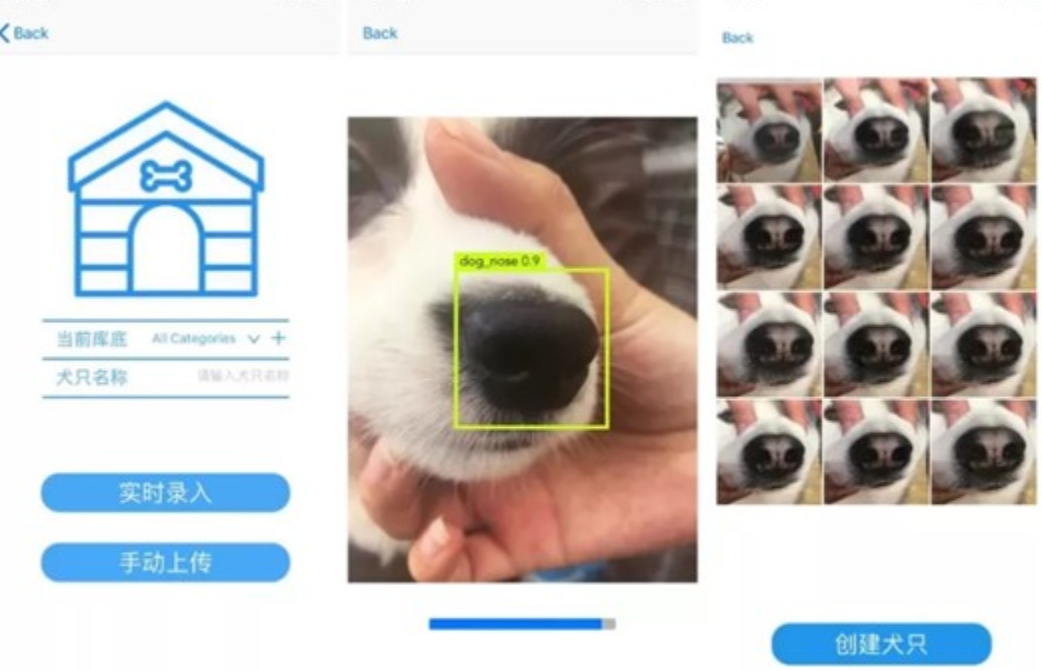 Back
当前库底 All Categories
犬只名称 请输入犬只名称
实时录入
手动上传
Back
dog_nose 0.9
Back
创建犬只